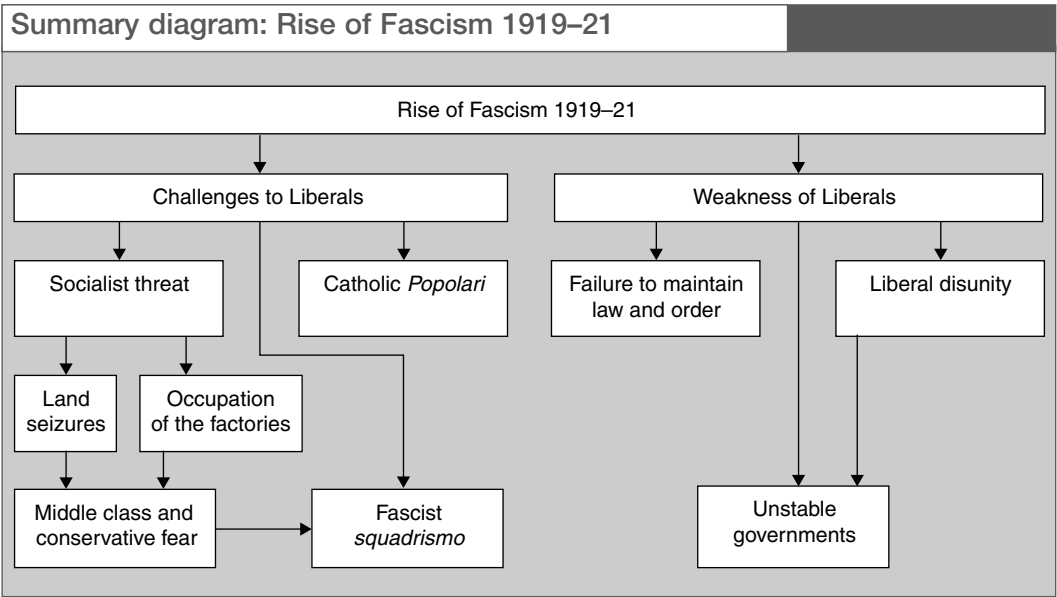 Summary diagram: Rise of Fascism 1919–21
Rise of Fascism 1919–21
Challenges to Liberals
Weakness of Liberals
Socialist threat
Catholic Popolari
Failure to maintain
law and order
Liberal disunity
Land
seizures
Occupation
of the factories
Middle class and
conservative fear
Fascist
squadrismo
Unstable
governments